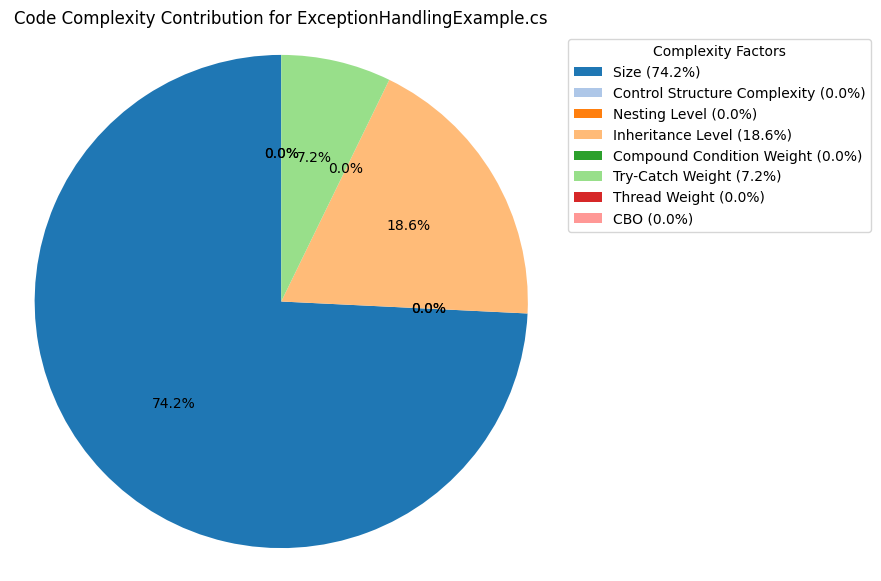 Code Complexity Contribution for ExceptionHandlingExample.cs
Complexity Factors
Size (74.2%)
Control Structure Complexity (0.0%)
Nesting Level (0.0%)
Inheritance Level (18.6%)
Compound Condition Weight (0.0%)
Try-Catch Weight (7.2%)
Thread Weight (0.0%)
CBO (0.0%)
0.0%
7.2%
0.0%
18.6%
0.0%
74.2%